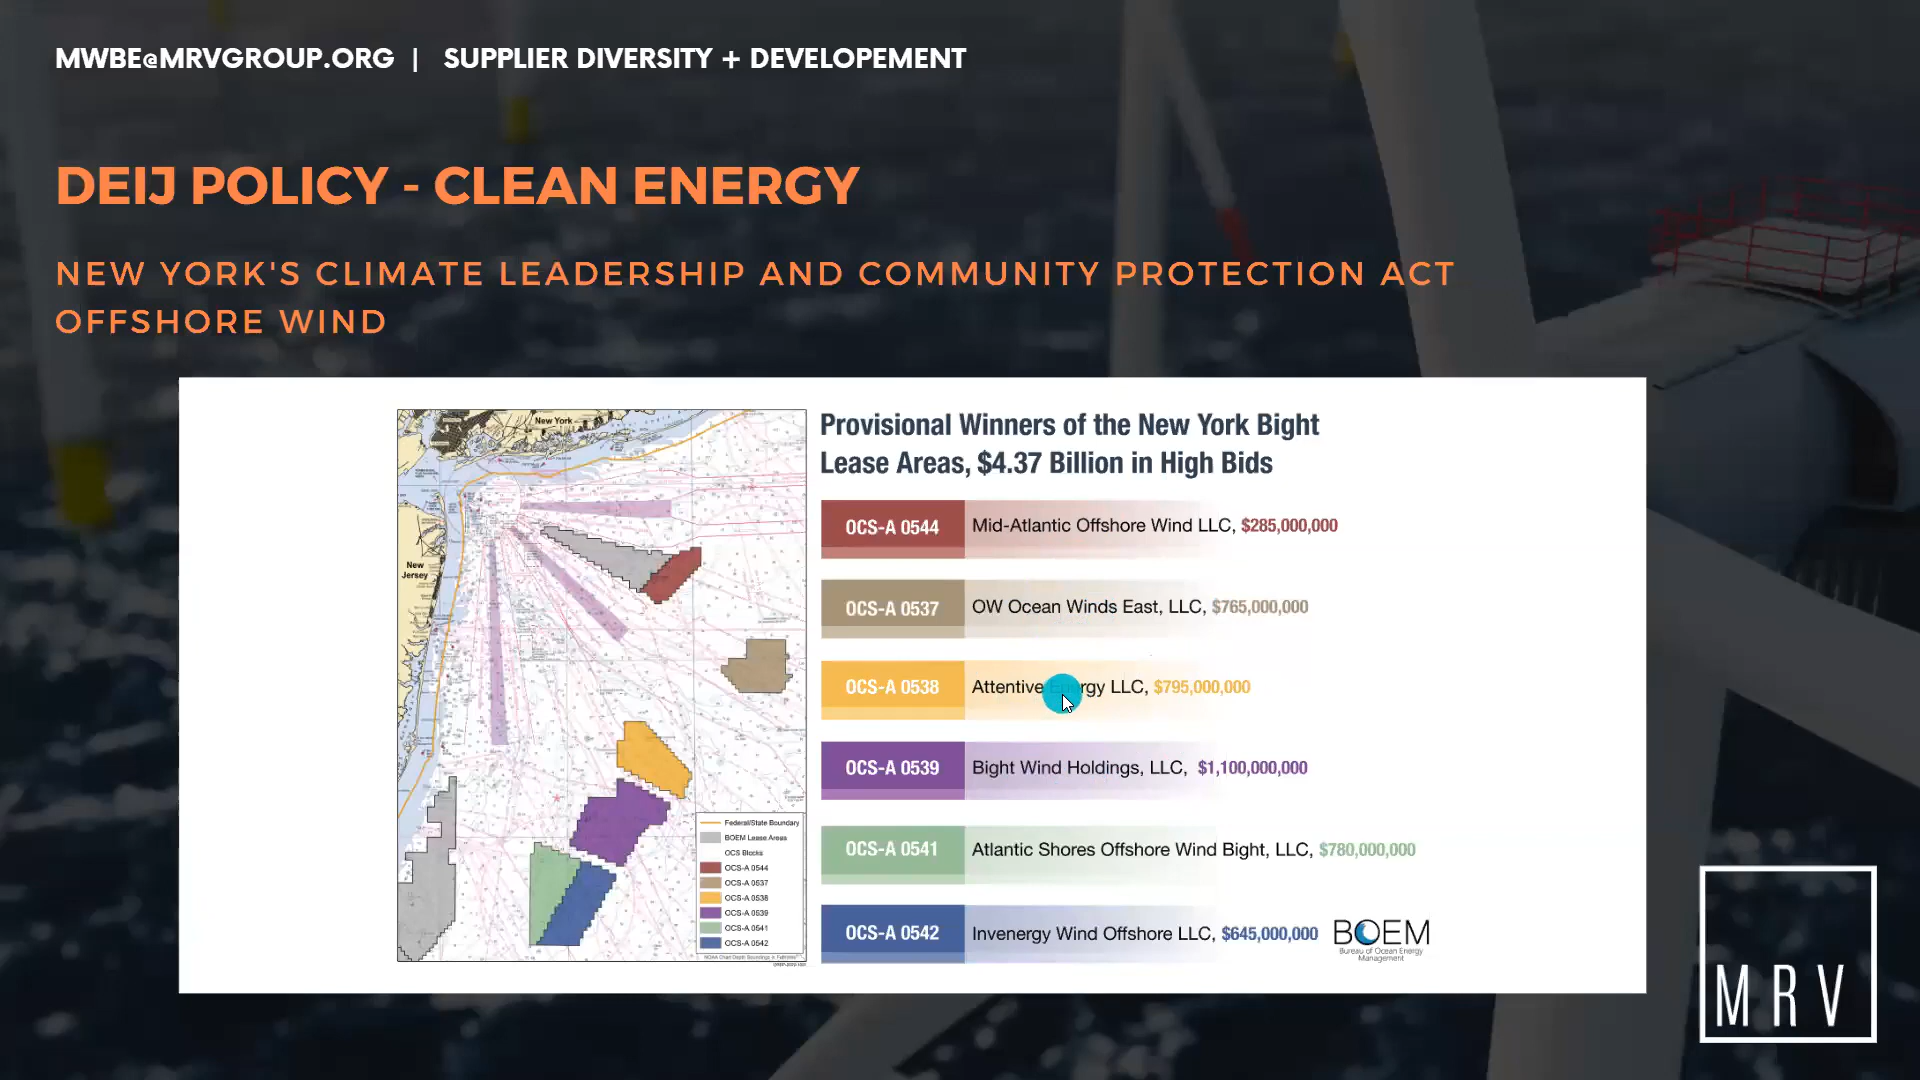 MWBE@MRVGROUP.ORG | SUPPLIER DIVERSITY + DEVELOPEMENT
DEIJ POLICY - CLEAN ENERGY
NEW YORK'S CLIMATE LEADERSHIP AND COMMUNITY PROTECTION ACT
OFFSHORE WIND
New York
New
Jersey
Federal/State Boundary
BOEM Lease Areas
OCS Blocks
OCS-A 0544
OCS-A 0537
OCS-A 0538
OCS-A 0539
OCS-A 0541
OCS-A 0542
Provisional Winners of the New York Bight
Lease Areas, $4.37 Billion in High Bids
OCS-A 0544 Mid-Atlantic Offshore Wind LLC, $285,000,000
OCS-A 0537 OW Ocean Winds East, LLC, $765,000,000
OCS-A 0538 Attentive Energy LLC, $795,000,000
OCS-A 0539 Bight Wind Holdings, LLC, $1,100,000,000
OCS-A 0541 Atlantic Shores Offshore Wind Bight, LLC, $780,000,000
OCS-A 0542 Invenergy Wind Offshore LLC, $645,000,000
BOEM
Bureau of Ocean Energy
Management
MRV